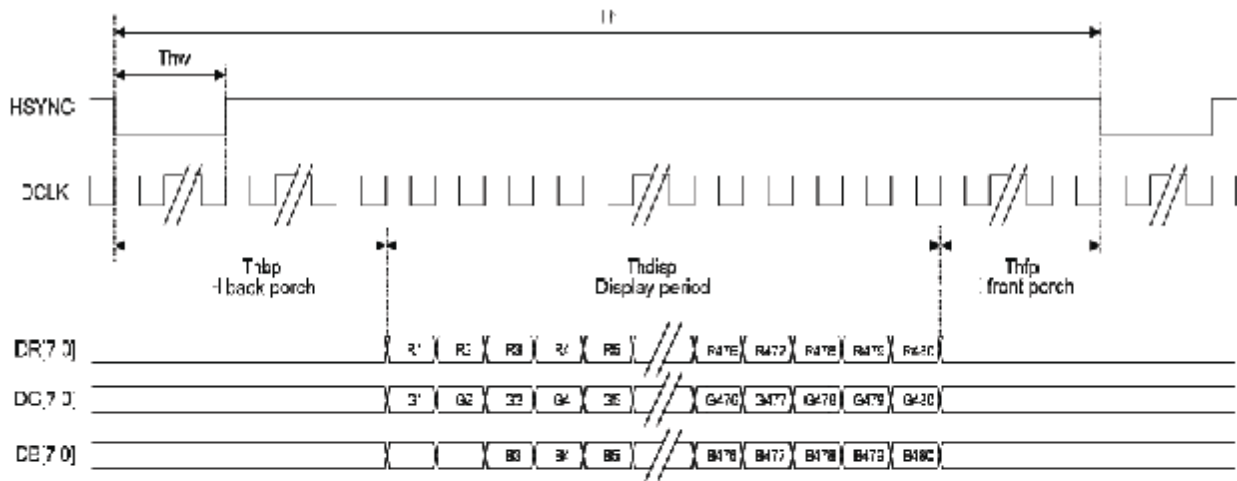 Th
Thw
HSYNC
DCLK
Thbp
H back porch
Thdisp
Display period
Thfp
front porch
DR[7:0] R1 R2 R3 R4 R5 R476 R477 R478 R479 R480
DG[7:0] G1 G2 G3 G4 G5 G476 G477 G478 G479 G480
DB[7:0] B3 B4 B5 B476 B477 B478 B479 B480